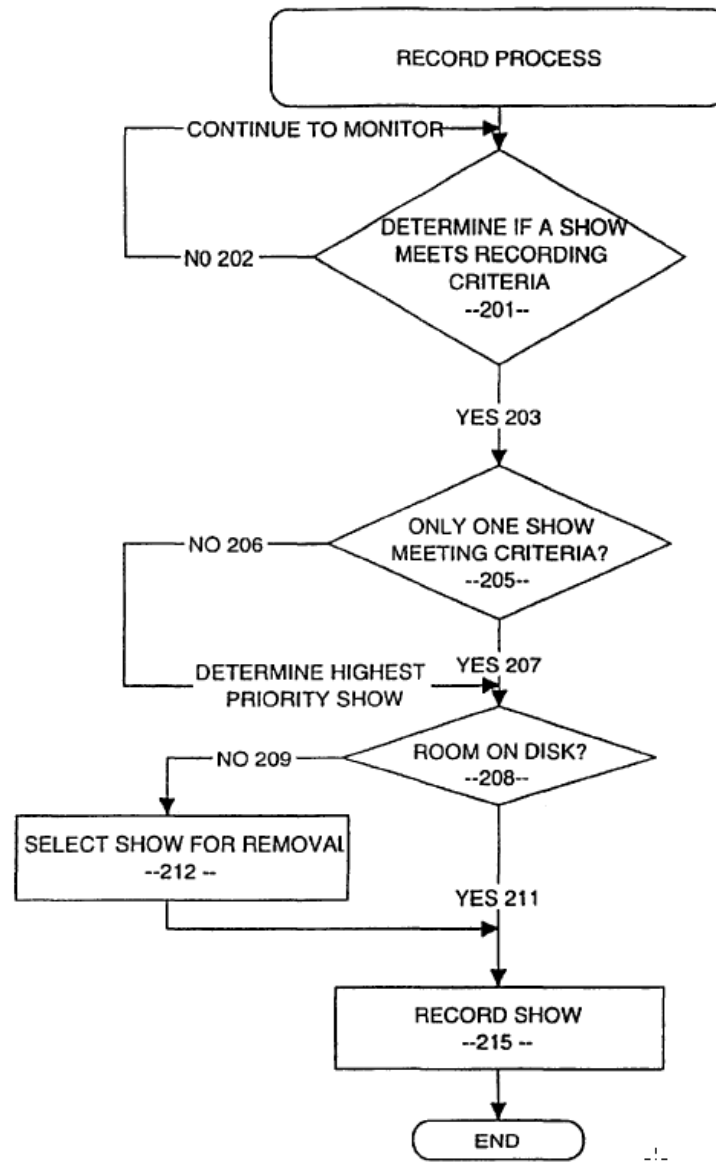 RECORD PROCESS
CONTINUE TO MONITOR
DETERMINE IF A SHOW
MEETS RECORDING
CRITERIA
--201--
N0 202
YES 203
ONLY ONE SHOW
MEETING CRITERIA?
--205--
NO 206
YES 207
DETERMINE HIGHEST
PRIORITY SHOW
ROOM ON DISK?
--208--
NO 209
SELECT SHOW FOR REMOVAL
--212 --
YES 211
RECORD SHOW
--215 --
END